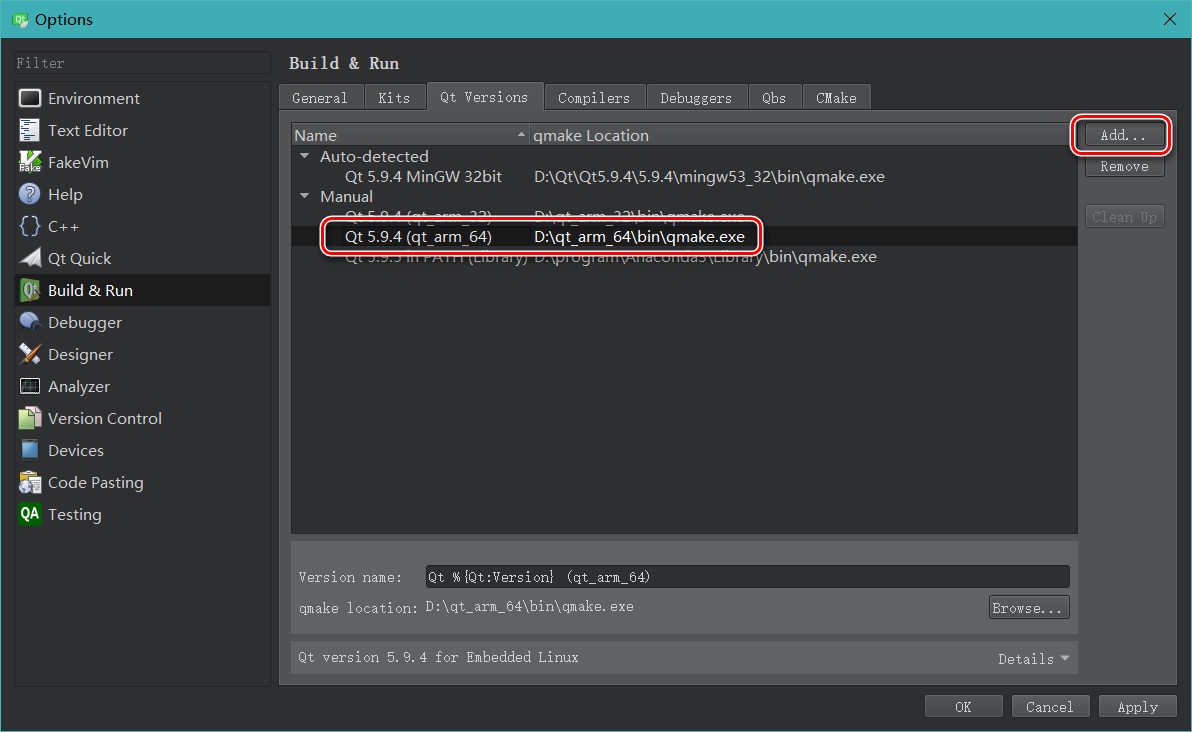 Options
Filter
Environment
Text Editor
FakeVim
Help
C++
Qt Quick
Build & Run
Debugger
Designer
Analyzer
Version Control
Devices
Code Pasting
QA Testing
Build & Run
General Kits Qt Versions Compilers Debuggers Qbs CMake
Name qmake Location
Auto-detected
Qt 5.9.4 MinGW 32bit D:\Qt\Qt5.9.4\5.9.4\mingw53_32\bin\qmake.exe
Manual
Qt 5.9.4 (qt_arm_32) D:\qt_arm_32\bin\qmake.exe
Qt 5.9.4 (qt_arm_64) D:\qt_arm_64\bin\qmake.exe
Qt 5.9.5 in PATH (Library) D:\program\Anaconda3\Library\bin\qmake.exe
Add...
Remove
Clean Up
Version name: Qt %{Qt:Version} (qt_arm_64)
qmake location: D:\qt_arm_64\bin\qmake.exe Browse...
Qt version 5.9.4 for Embedded Linux Details
OK Cancel Apply